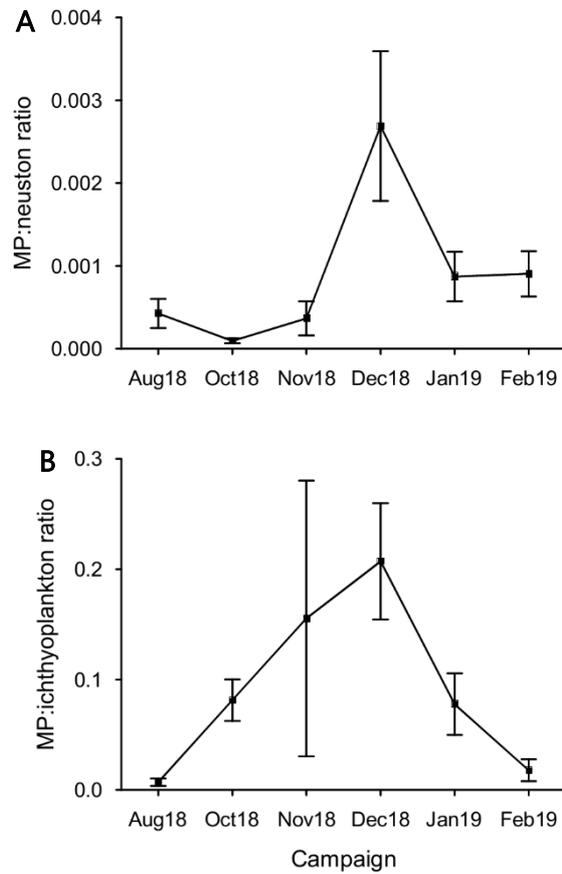 A
MP:neuston ratio
0.004
0.003
0.002
0.001
0.000
Aug18 Oct18 Nov18 Dec18 Jan19 Feb19
B
MP:ichthyoplankton ratio
0.3
0.2
0.1
0.0
Aug18 Oct18 Nov18 Dec18 Jan19 Feb19
Campaign